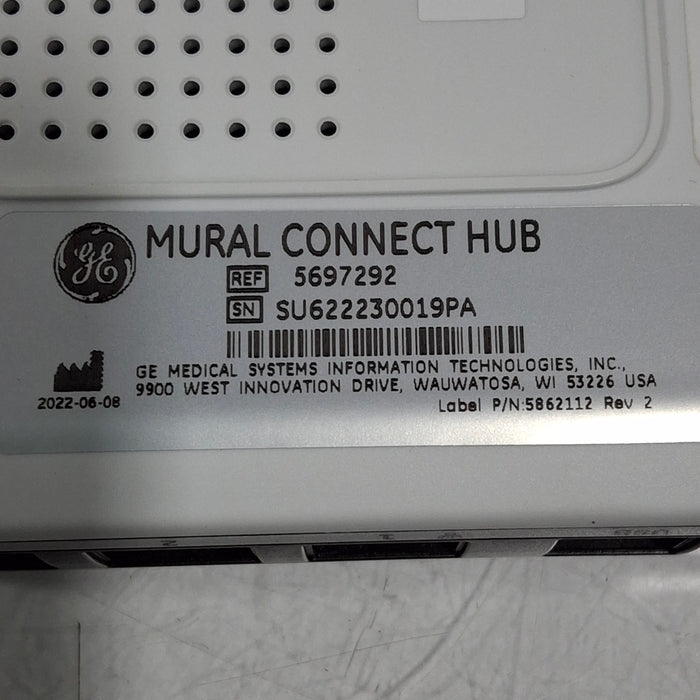 GE
MURAL CONNECT HUB
REF 5697292
SN SU622230019PA
GE MEDICAL SYSTEMS INFORMATION TECHNOLOGIES, INC.,
9900 WEST INNOVATION DRIVE, WAUWATOSA, WI 53226 USA
2022-06-08
Label P/N:5862112 Rev 2